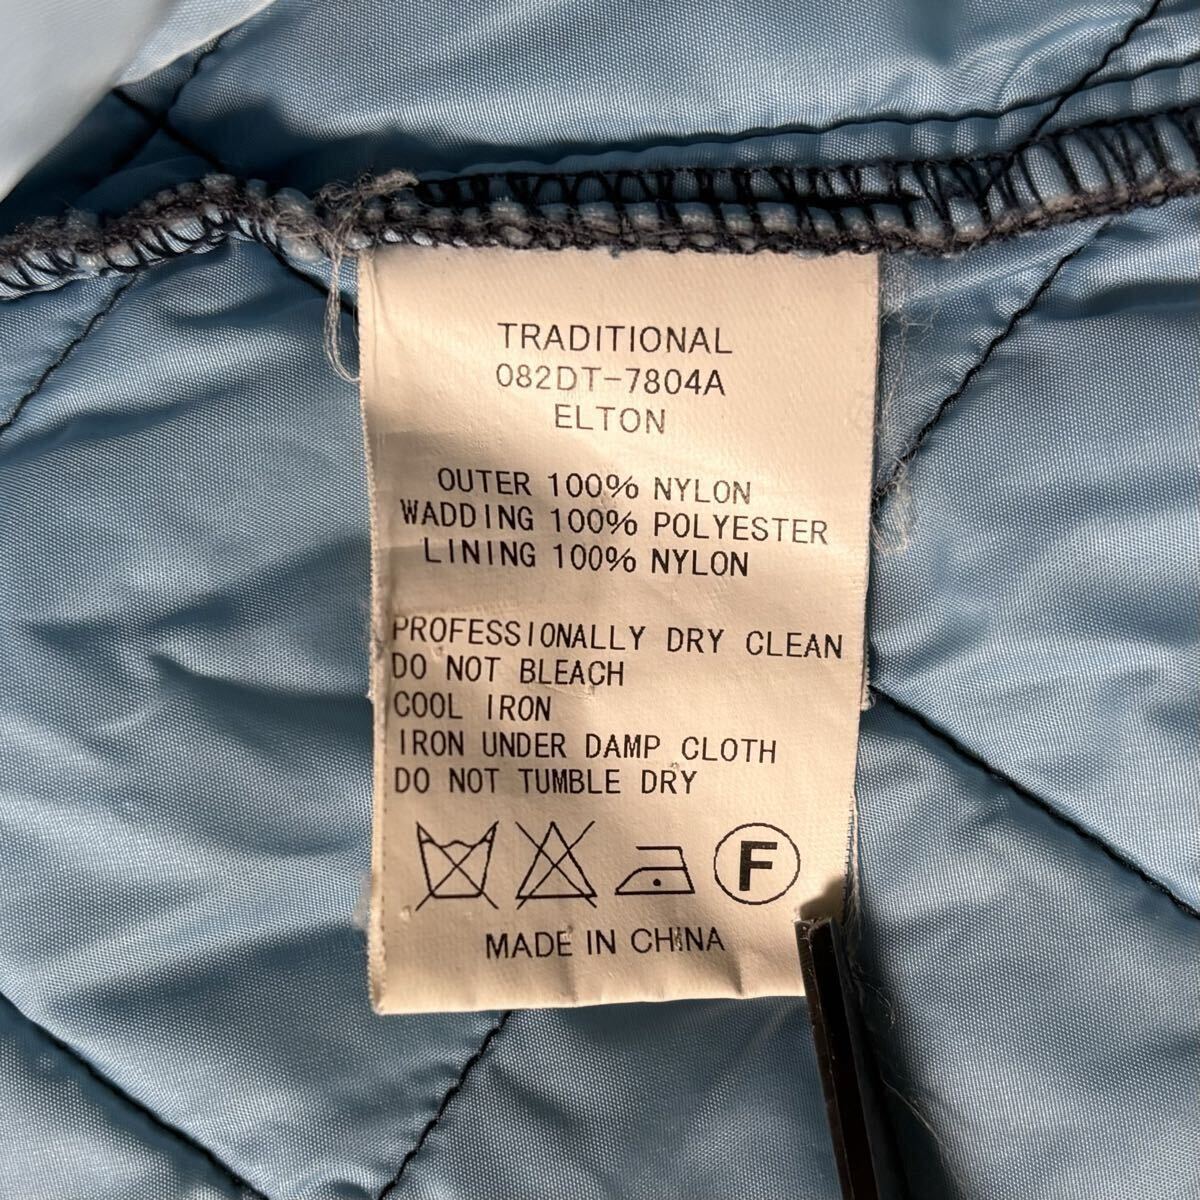 TRADITIONAL
082DT-7804A
ELTON
OUTER 100% NYLON
WADDING 100% POLYESTER
LINING 100% NYLON
PROFESSIONALLY DRY CLEAN
DO NOT BLEACH
COOL IRON
IRON UNDER DAMP CLOTH
DO NOT TUMBLE DRY
F
MADE IN CHINA